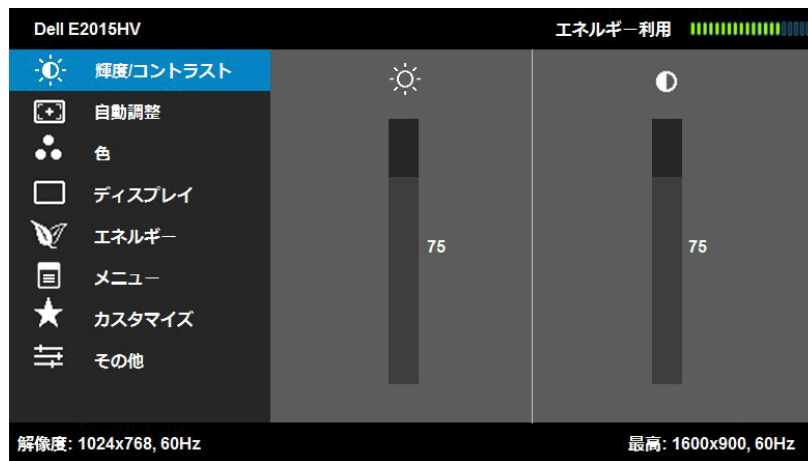 Dell E2015HV
エネルギー利用
輝度/コントラスト
自動調整
色
ディスプレイ
エネルギー
メニュー
カスタマイズ
その他
75
75
解像度: 1024x768, 60Hz
最高: 1600x900, 60Hz